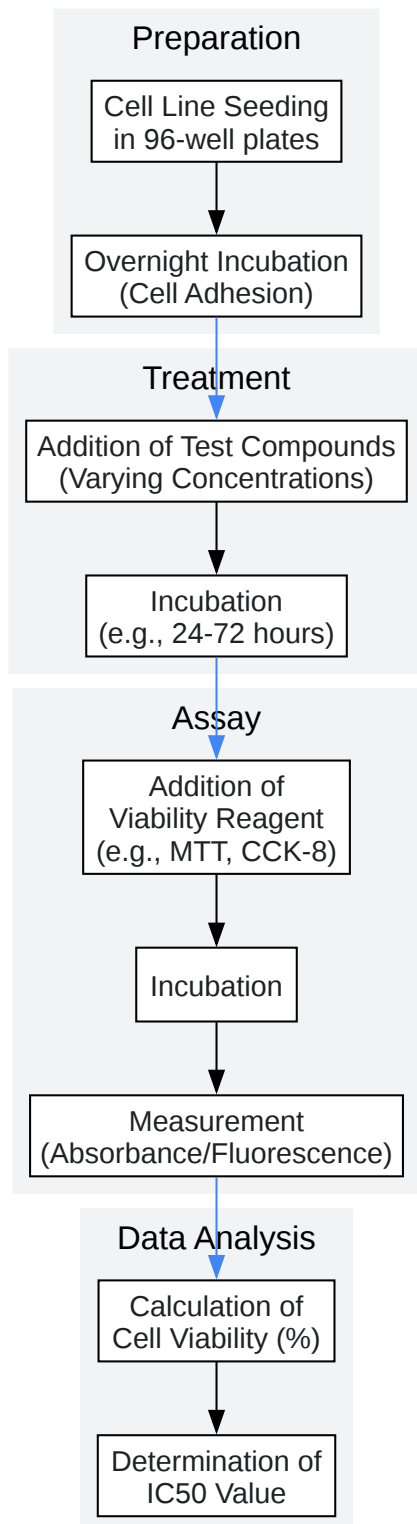 Preparation
Cell Line Seeding
in 96-well plates
Overnight Incubation
(Cell Adhesion)
Treatment
Addition of Test Compounds
(Varying Concentrations)
Incubation
(e.g., 24-72 hours)
Assay
Addition of
Viability Reagent
(e.g., MTT, CCK-8)
Incubation
Measurement
(Absorbance/Fluorescence)
Data Analysis
Calculation of
Cell Viability (%)
Determination of
IC50 Value